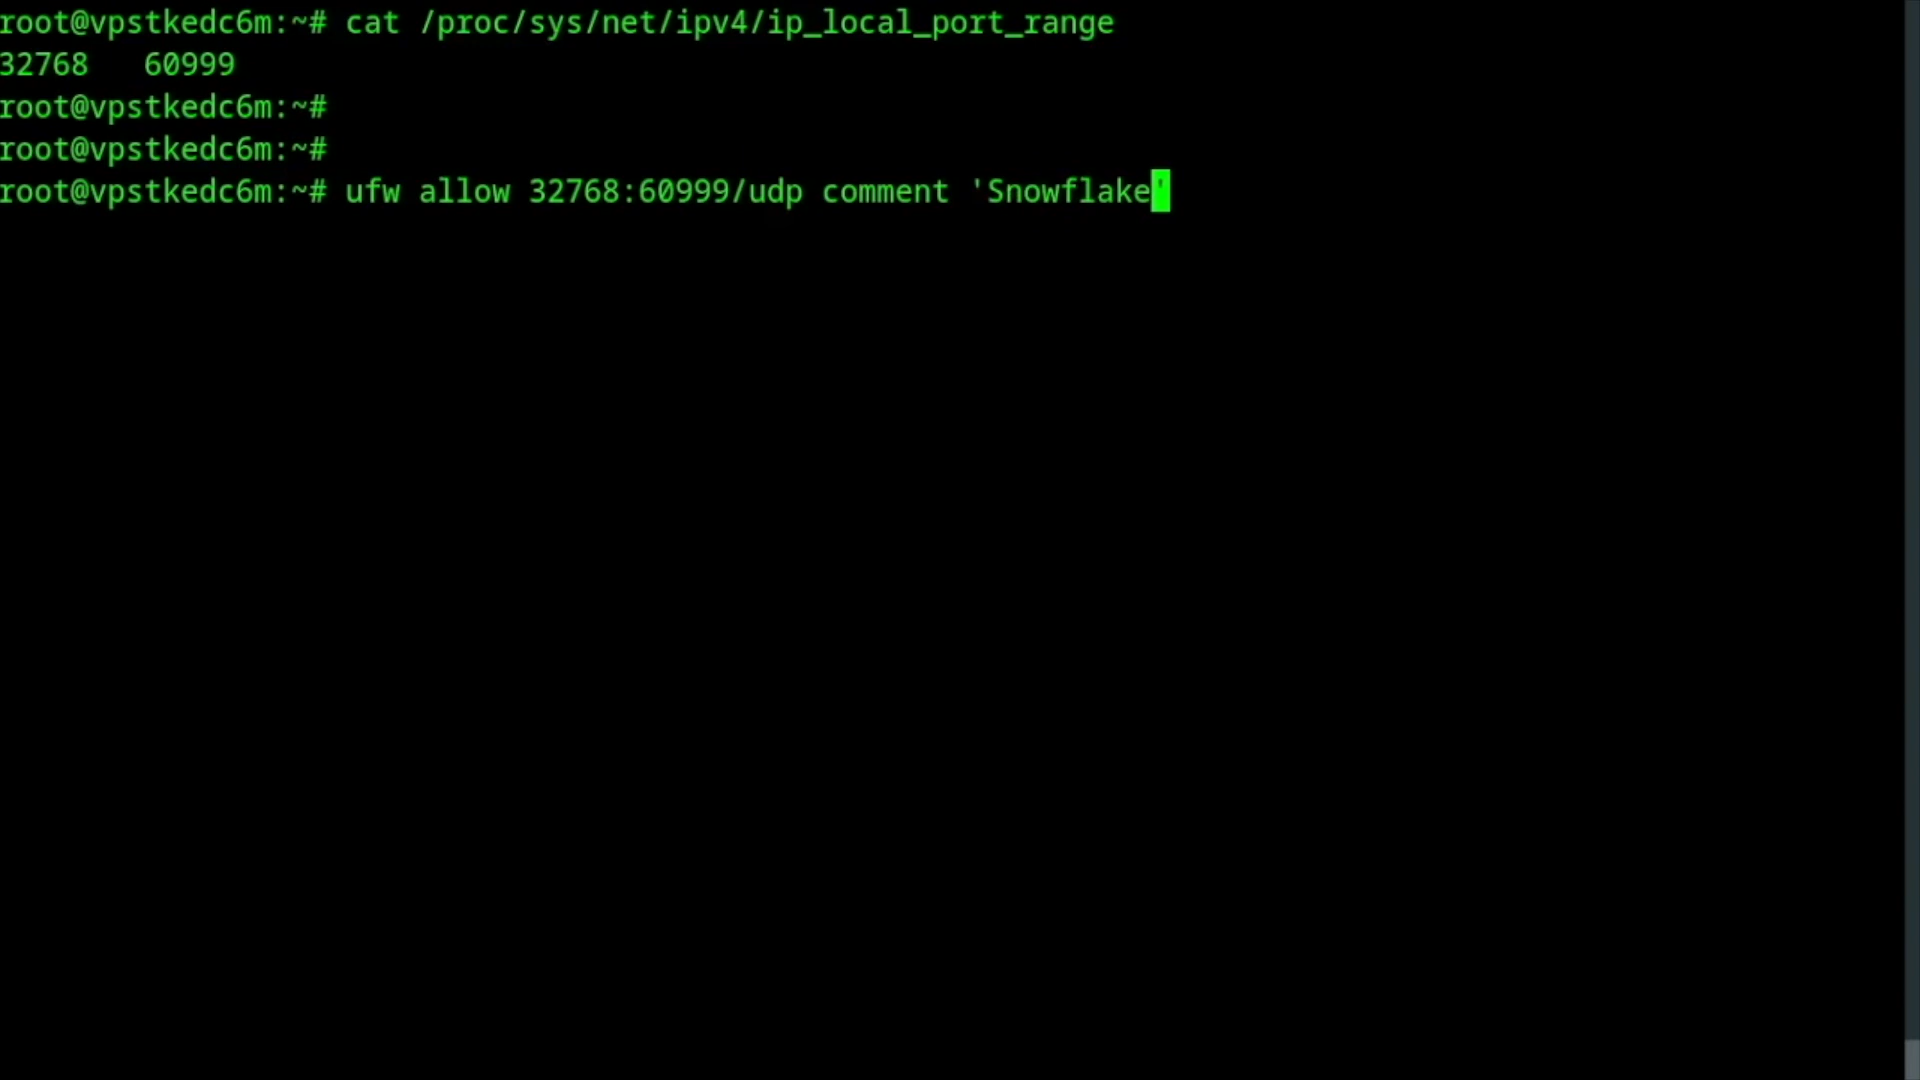 root@vpstkedc6m:~# cat /proc/sys/net/ipv4/ip_local_port_range
32768   60999
root@vpstkedc6m:~#
root@vpstkedc6m:~#
root@vpstkedc6m:~# ufw allow 32768:60999/udp comment 'Snowflake'